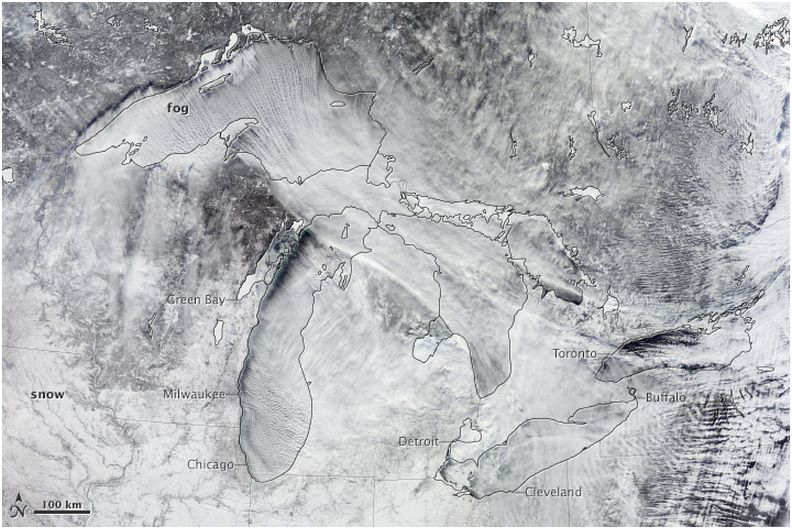 fog
Green Bay
Toronto
snow
Milwaukee
Buffalo
Detroit
Chicago
Cleveland
N
100 km